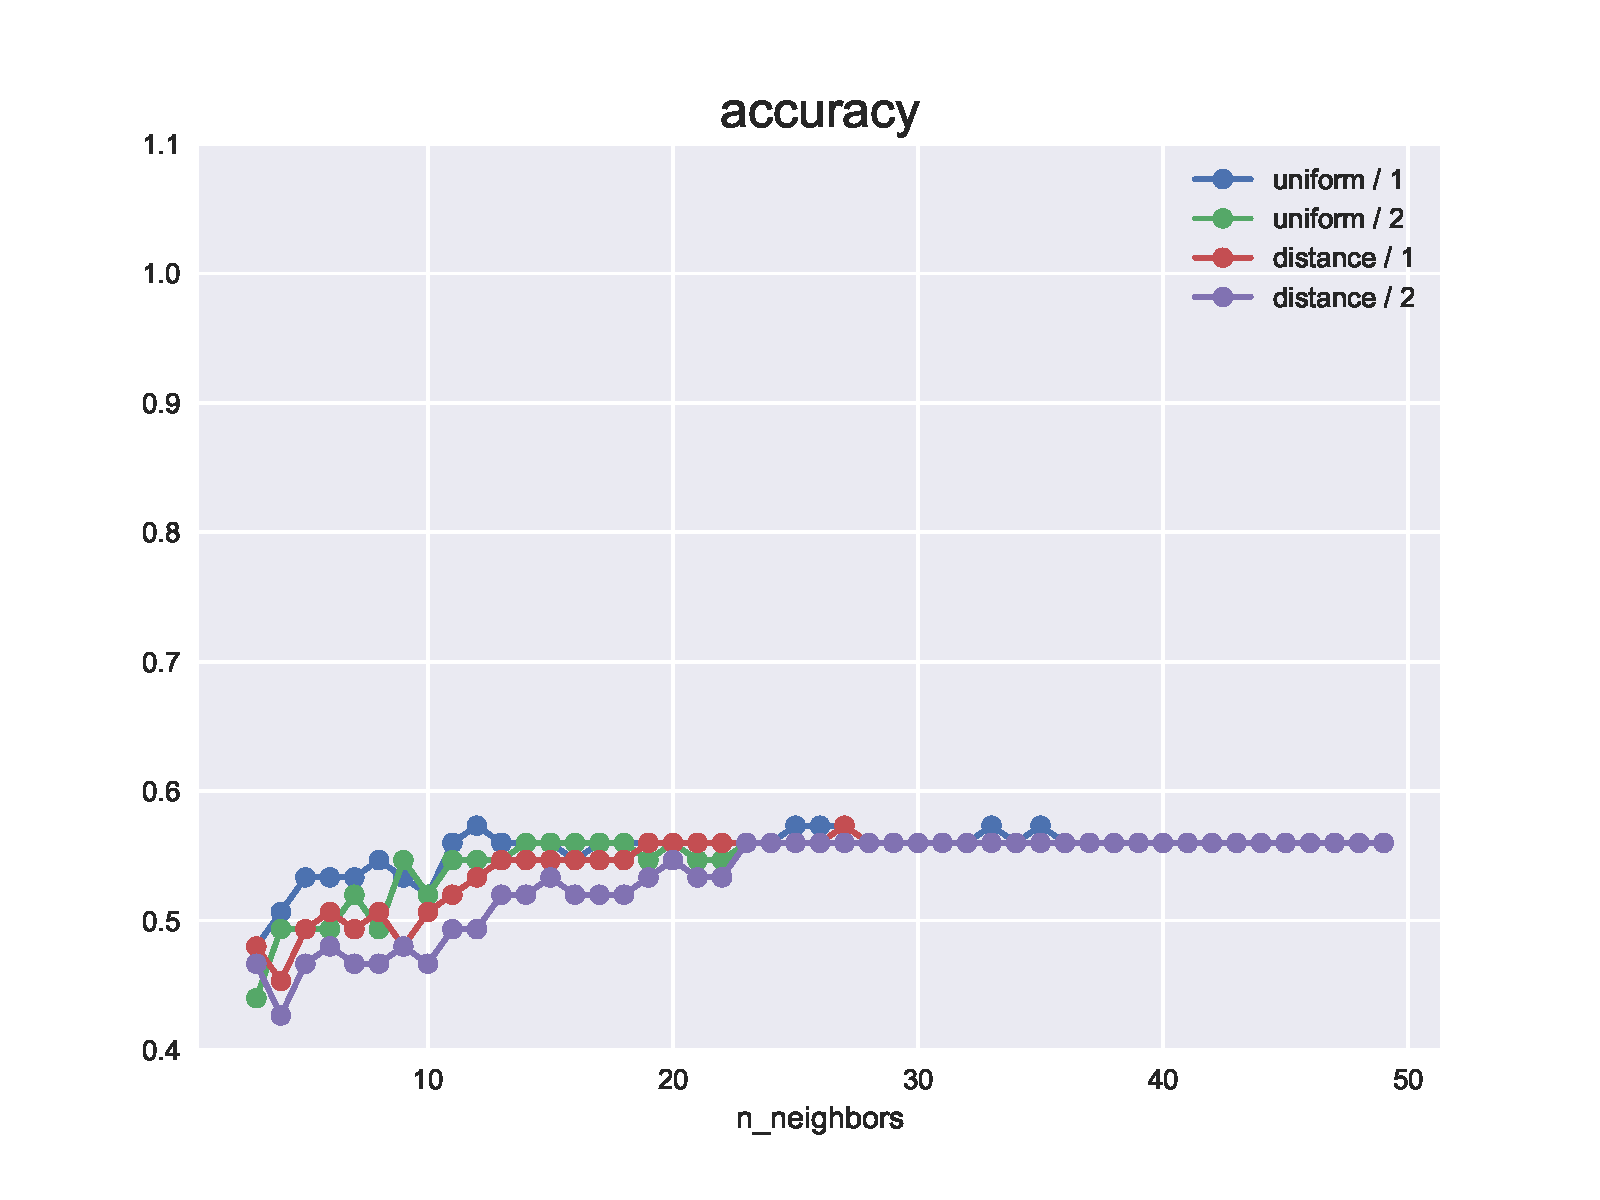 accuracy
1.1
1.0
0.9
0.8
0.7
0.6
0.5
0.4
uniform / 1
uniform / 2
distance / 1
distance / 2
10 20 30 40 50
n_neighbors